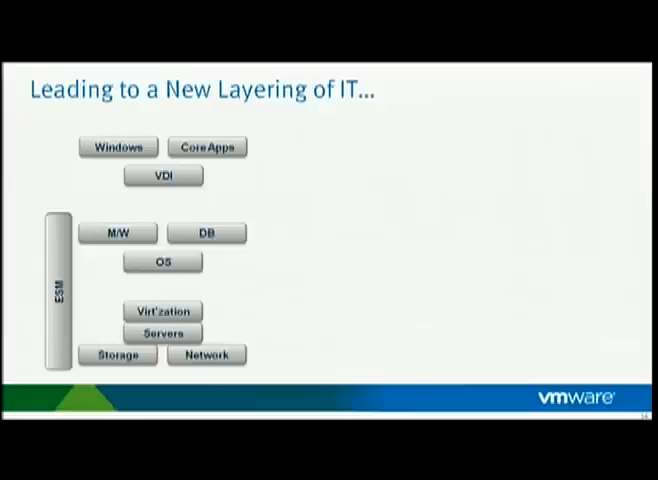 Leading to a New Layering of IT...
Windows
Core Apps
VDI
M/W
DB
OS
ESM
Virt'zation
Servers
Storage
Network
vmware